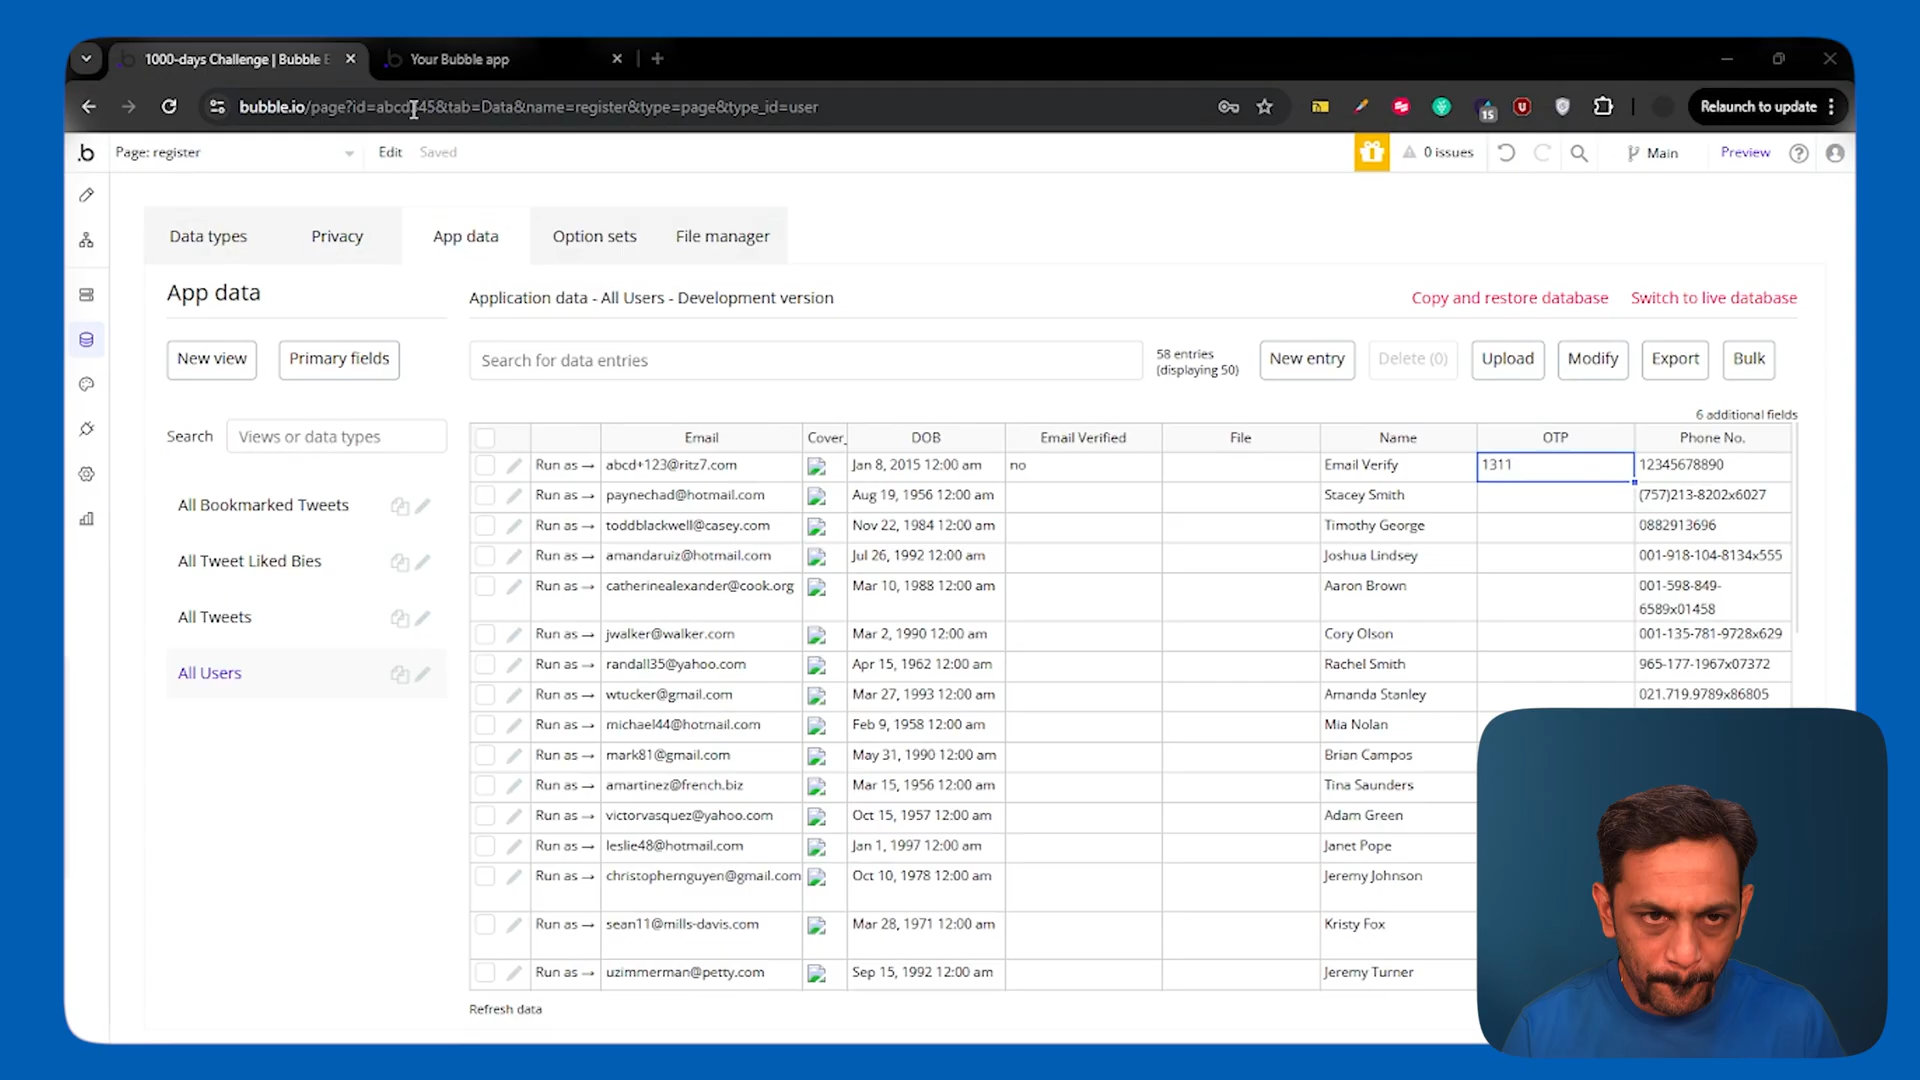 1000-days Challenge | Bubble E
Your Bubble app
bubble.io/page?id=abcd45&tab=Data&name=register&type=page&type_id=user
15
Relaunch to update
Page: register
Edit
Saved
0 issues
Main
Preview
Data types
Privacy
App data
Option sets
File manager
App data
Application data - All Users - Development version
Copy and restore database
Switch to live database
New view
Primary fields
Search for data entries
58 entries
(displaying 50)
New entry
Delete (0)
Upload
Modify
Export
Bulk
6 additional fields
Search
Views or data types
All Bookmarked Tweets
All Tweet Liked Bies
All Tweets
All Users
Email Cover_ DOB Email Verified File Name OTP Phone No.
Run as → abcd+123@ritz7.com Jan 8, 2015 12:00 am no Email Verify 1311 12345678890
Run as → paynechad@hotmail.com Aug 19, 1956 12:00 am Stacey Smith (757)213-8202x6027
Run as → toddblackwell@casey.com Nov 22, 1984 12:00 am Timothy George 0882913696
Run as → amandaruiz@hotmail.com Jul 26, 1992 12:00 am Joshua Lindsey 001-918-104-8134x555
Run as → catherinealexander@cook.org Mar 10, 1988 12:00 am Aaron Brown 001-598-849-
6589x01458
Run as → jwalker@walker.com Mar 2, 1990 12:00 am Cory Olson 001-135-781-9728x629
Run as → randall35@yahoo.com Apr 15, 1962 12:00 am Rachel Smith 965-177-1967x07372
Run as → wtucker@gmail.com Mar 27, 1993 12:00 am Amanda Stanley 021.719.9789x86805
Run as → michael44@hotmail.com Feb 9, 1958 12:00 am Mia Nolan
Run as → mark81@gmail.com May 31, 1990 12:00 am Brian Campos
Run as → amartinez@french.biz Mar 15, 1956 12:00 am Tina Saunders
Run as → victorvasquez@yahoo.com Oct 15, 1957 12:00 am Adam Green
Run as → leslie48@hotmail.com Jan 1, 1997 12:00 am Janet Pope
Run as → christophernguyen@gmail.com Oct 10, 1978 12:00 am Jeremy Johnson
Run as → sean11@mills-davis.com Mar 28, 1971 12:00 am Kristy Fox
Run as → uzimmerman@petty.com Sep 15, 1992 12:00 am Jeremy Turner
Refresh data